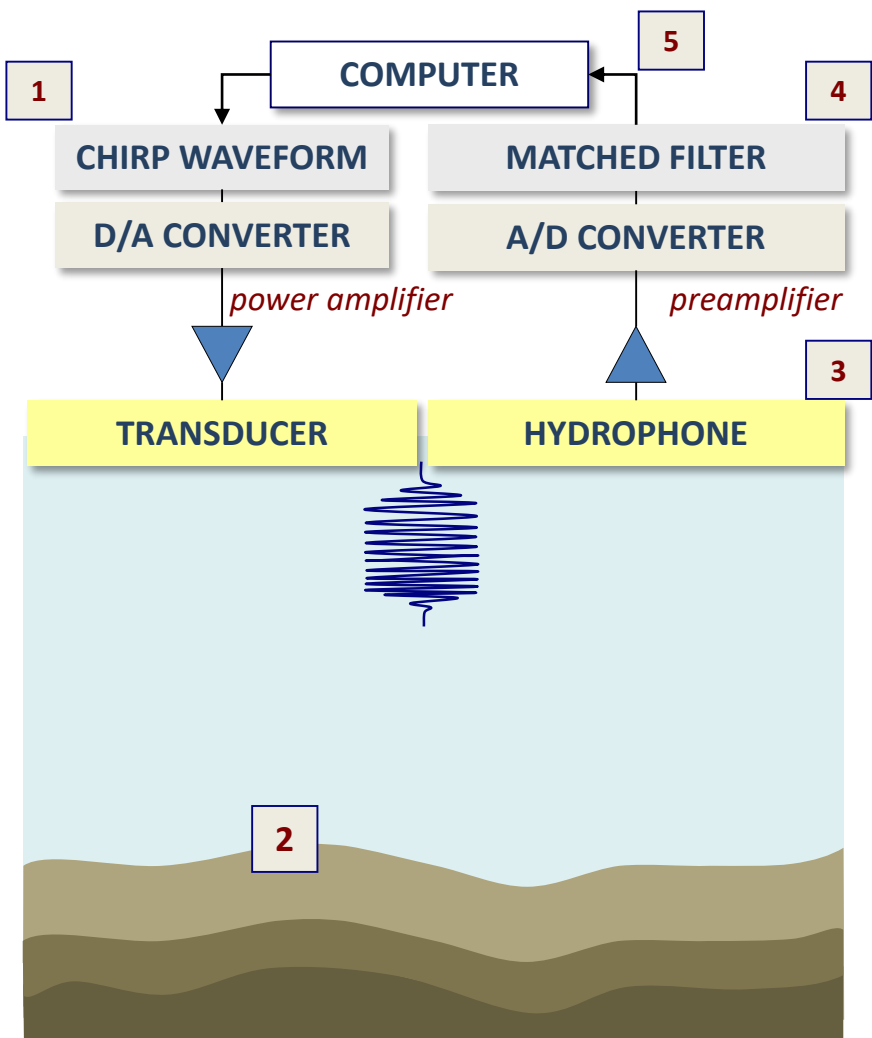 5
COMPUTER
1
4
CHIRP WAVEFORM
MATCHED FILTER
D/A CONVERTER
A/D CONVERTER
power amplifier
preamplifier
3
TRANSDUCER
HYDROPHONE
2